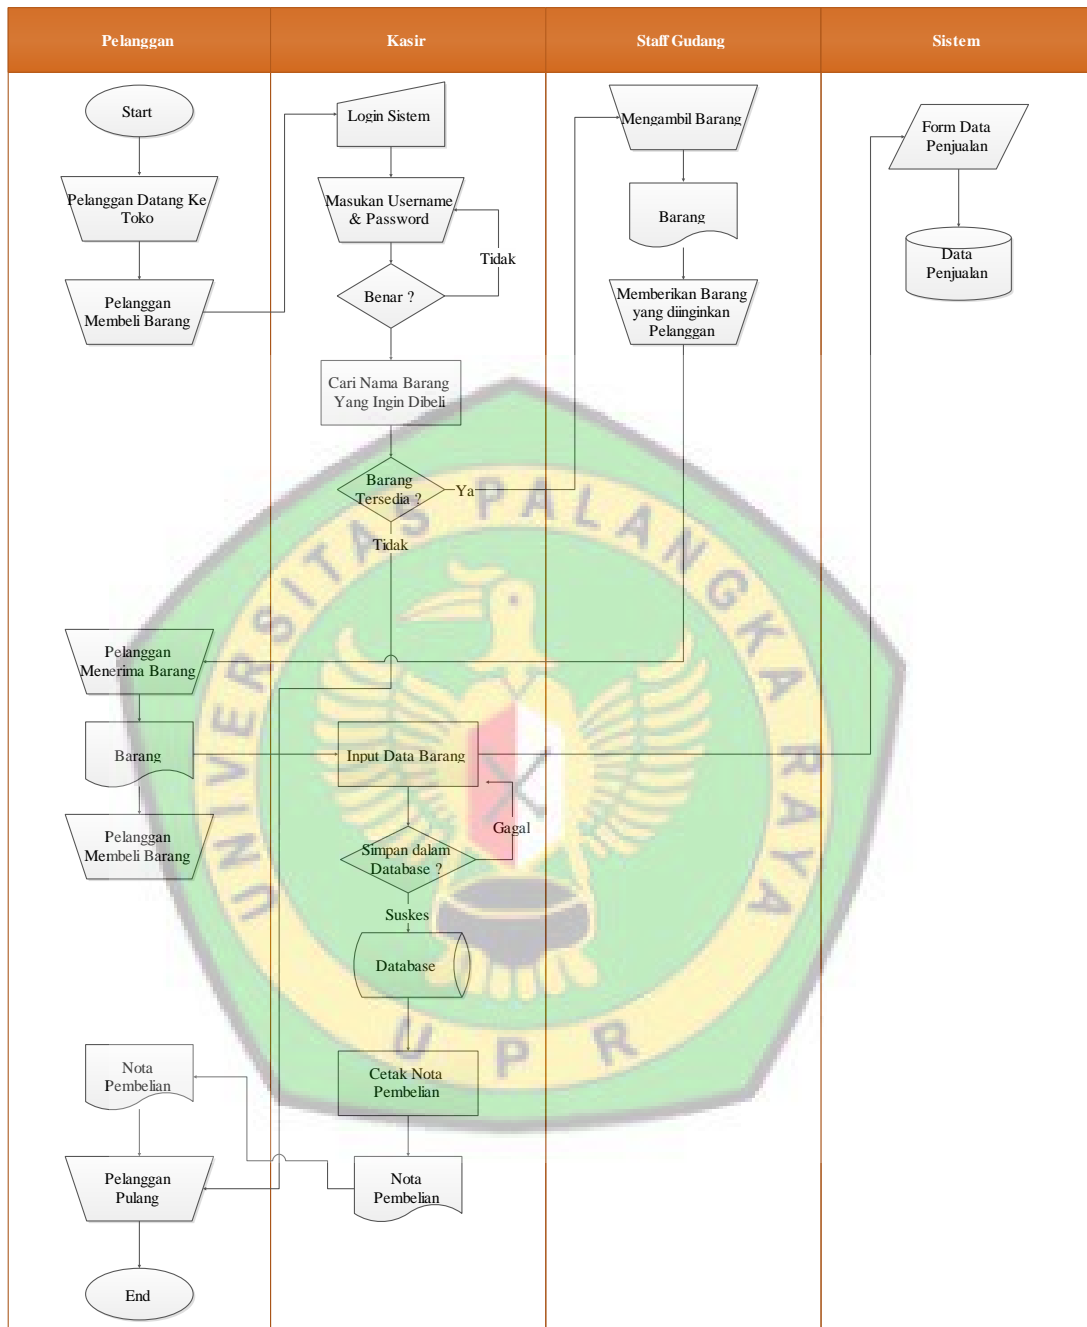 Pelanggan
Kasir
Staff Gudang
Sistem
Start
Pelanggan Datang Ke
Toko
Pelanggan
Membeli Barang
Login Sistem
Masukan Username
& Password
Tidak
Benar ?
Cari Nama Barang
Yang Ingin Dibeli
Barang
Tersedia ?
Ya
Tidak
Mengambil Barang
Barang
Memberikan Barang
yang diinginkan
Pelanggan
Form Data
Penjualan
Data
Penjualan
Pelanggan
Menerima Barang
Barang
Pelanggan
Membeli Barang
Input Data Barang
Gagal
Simpan dalam
Database ?
Suskes
Database
Cetak Nota
Pembelian
Nota
Pembelian
Nota
Pembelian
Pelanggan
Pulang
End
UNIVERSITAS PALANGKA RAYA
UPR